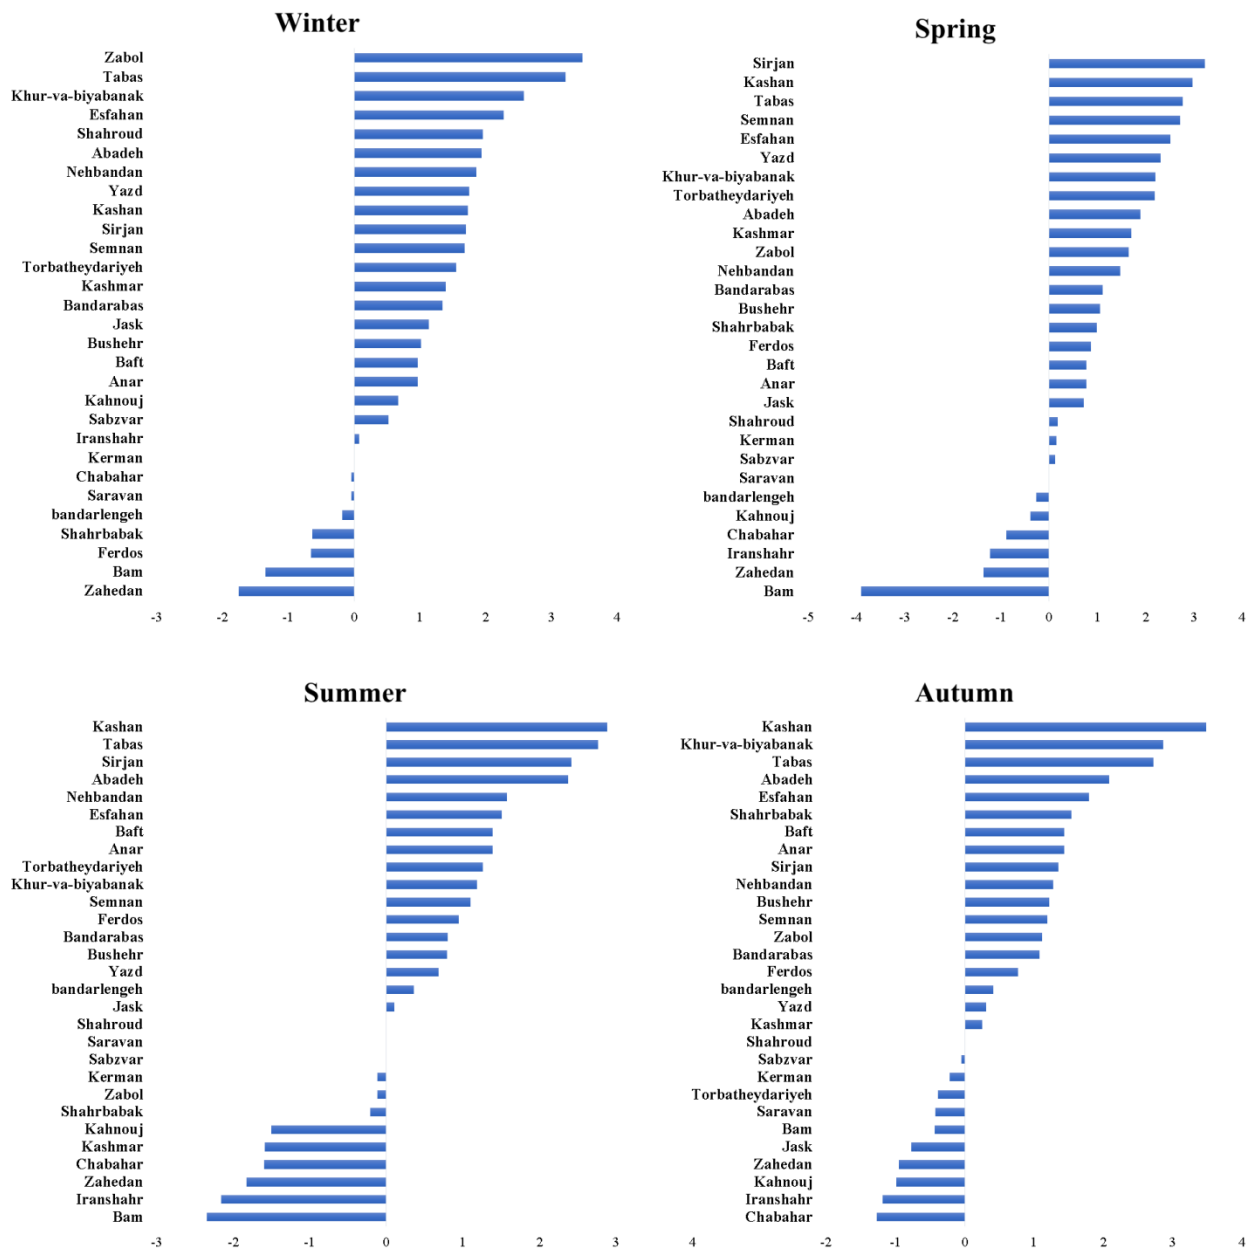 Winter
Zabol
Tabas
Khur-va-biyabanak
Esfahan
Shahroud
Abadeh
Nehbandan
Yazd
Kashan
Sirjan
Semnan
Torbatheydariyeh
Kashmar
Bandarabas
Jask
Bushehr
Baft
Anar
Kahnouj
Sabzvar
Iranshahr
Kerman
Chabahar
Saravan
bandarlengeh
Shahrbabak
Ferdos
Bam
Zahedan
-3 -2 -1 0 1 2 3 4
Spring
Sirjan
Kashan
Tabas
Semnan
Esfahan
Yazd
Khur-va-biyabanak
Torbatheydariyeh
Abadeh
Kashmar
Zabol
Nehbandan
Bandarabas
Bushehr
Shahrbabak
Ferdos
Baft
Anar
Jask
Shahroud
Kerman
Sabzvar
Saravan
bandarlengeh
Kahnouj
Chabahar
Iranshahr
Zahedan
Bam
-5 -4 -3 -2 -1 0 1 2 3 4
Summer
Kashan
Tabas
Sirjan
Abadeh
Nehbandan
Esfahan
Baft
Anar
Torbatheydariyeh
Khur-va-biyabanak
Semnan
Ferdos
Bandarabas
Bushehr
Yazd
bandarlengeh
Jask
Shahroud
Saravan
Sabzvar
Kerman
Zabol
Shahrbabak
Kahnouj
Kashmar
Chabahar
Zahedan
Iranshahr
Bam
-3 -2 -1 0 1 2 3 4
Autumn
Kashan
Khur-va-biyabanak
Tabas
Abadeh
Esfahan
Shahrbabak
Baft
Anar
Sirjan
Nehbandan
Bushehr
Semnan
Zabol
Bandarabas
Ferdos
bandarlengeh
Yazd
Kashmar
Shahroud
Sabzvar
Kerman
Torbatheydariyeh
Saravan
Bam
Jask
Zahedan
Kahnouj
Iranshahr
Chabahar
-2 -1 0 1 2 3 4